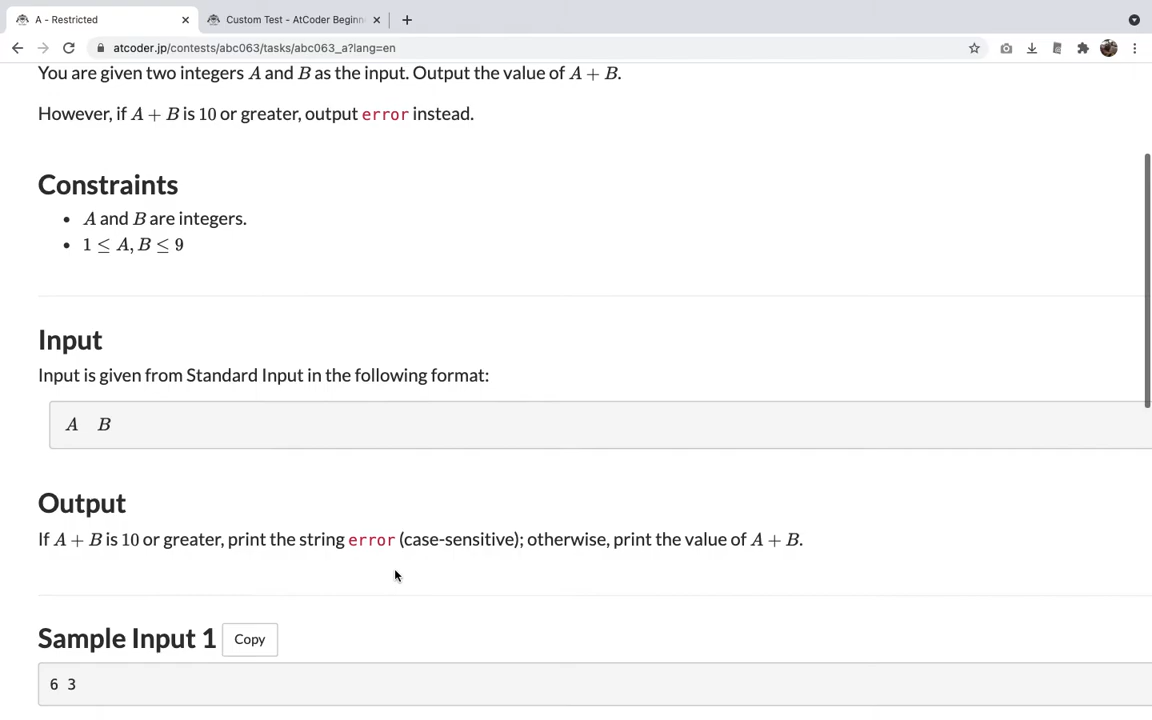 A - Restricted
Custom Test - AtCoder Beginn
atcoder.jp/contests/abc063/tasks/abc063_a?lang=en
You are given two integers A and B as the input. Output the value of A + B.
However, if A + B is 10 or greater, output error instead.
Constraints
• A and B are integers.
• 1 ≤ A, B ≤ 9
Input
Input is given from Standard Input in the following format:
A B
Output
If A + B is 10 or greater, print the string error (case-sensitive); otherwise, print the value of A + B.
Sample Input 1 Copy
6 3